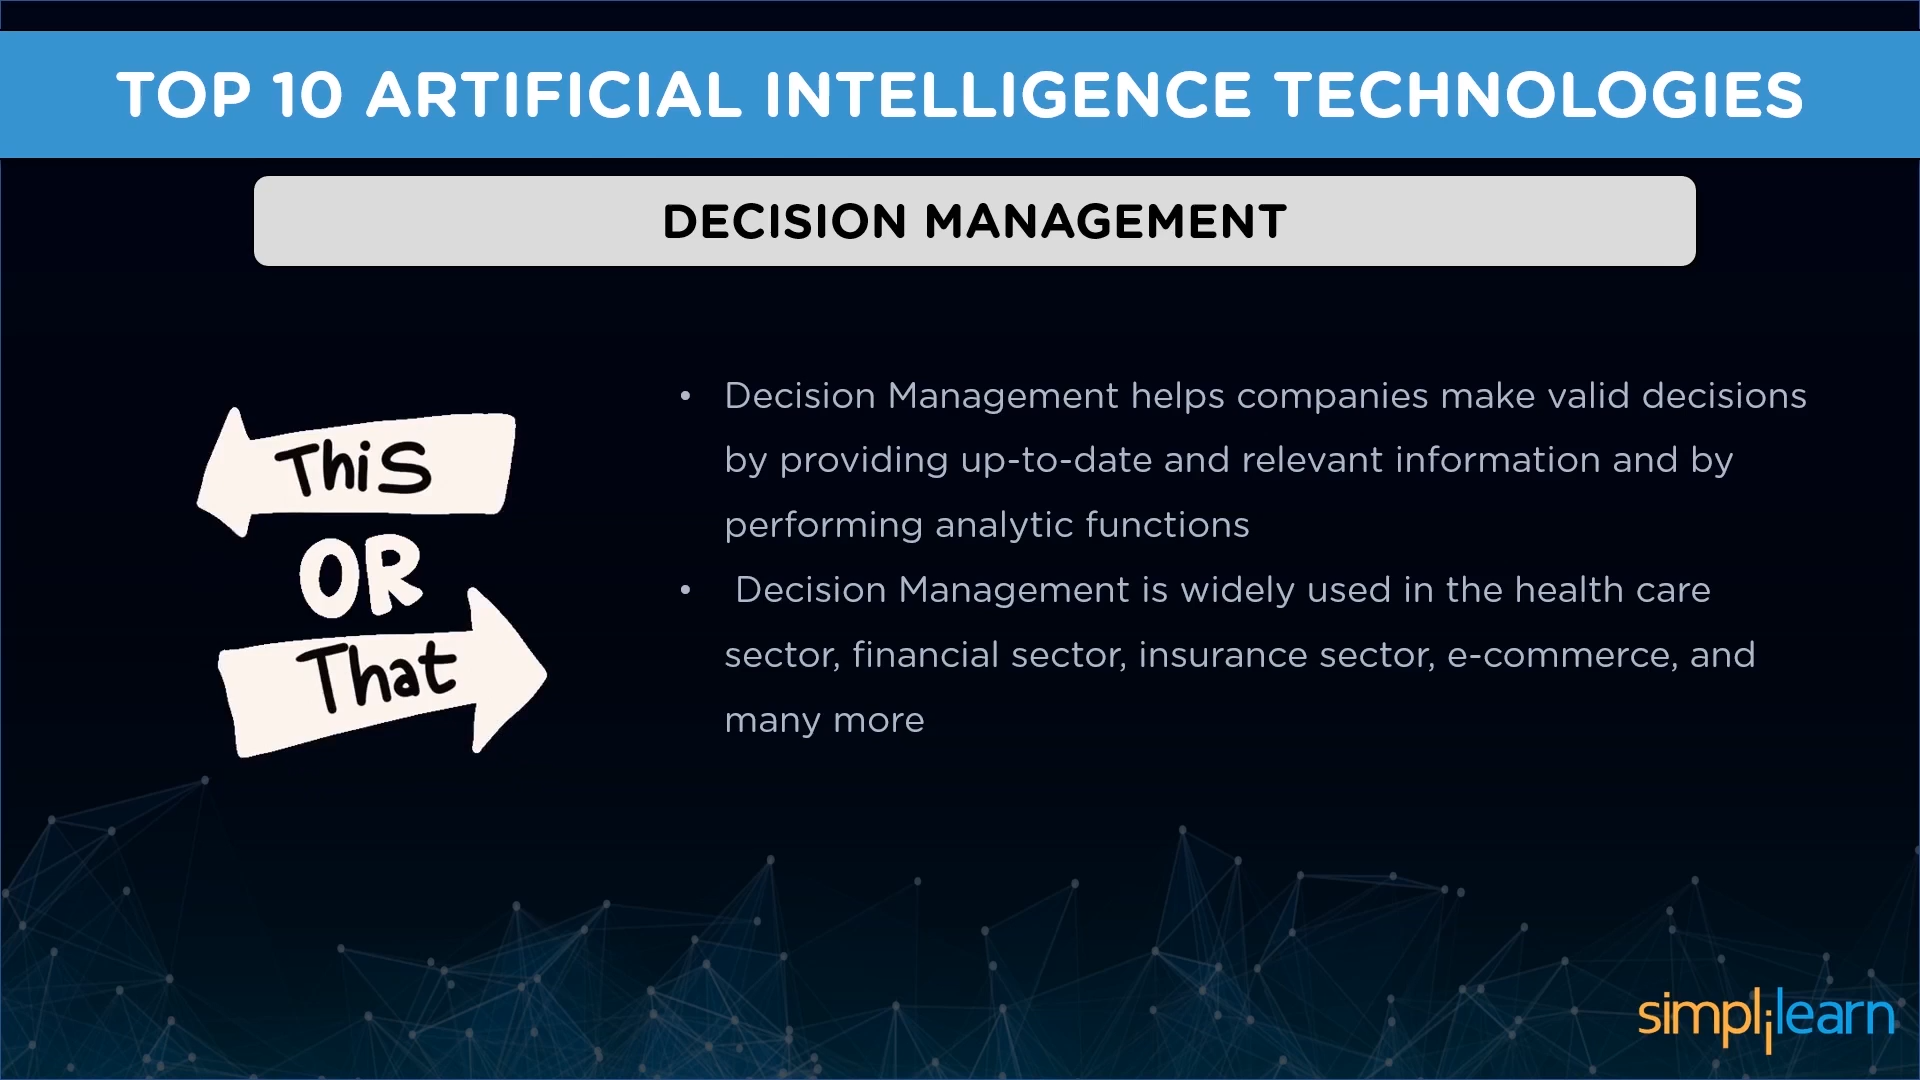 TOP 10 ARTIFICIAL INTELLIGENCE TECHNOLOGIES
DECISION MANAGEMENT
ThiS
OR
That
• Decision Management helps companies make valid decisions
by providing up-to-date and relevant information and by
performing analytic functions
• Decision Management is widely used in the health care
sector, financial sector, insurance sector, e-commerce, and
many more
simplilearn